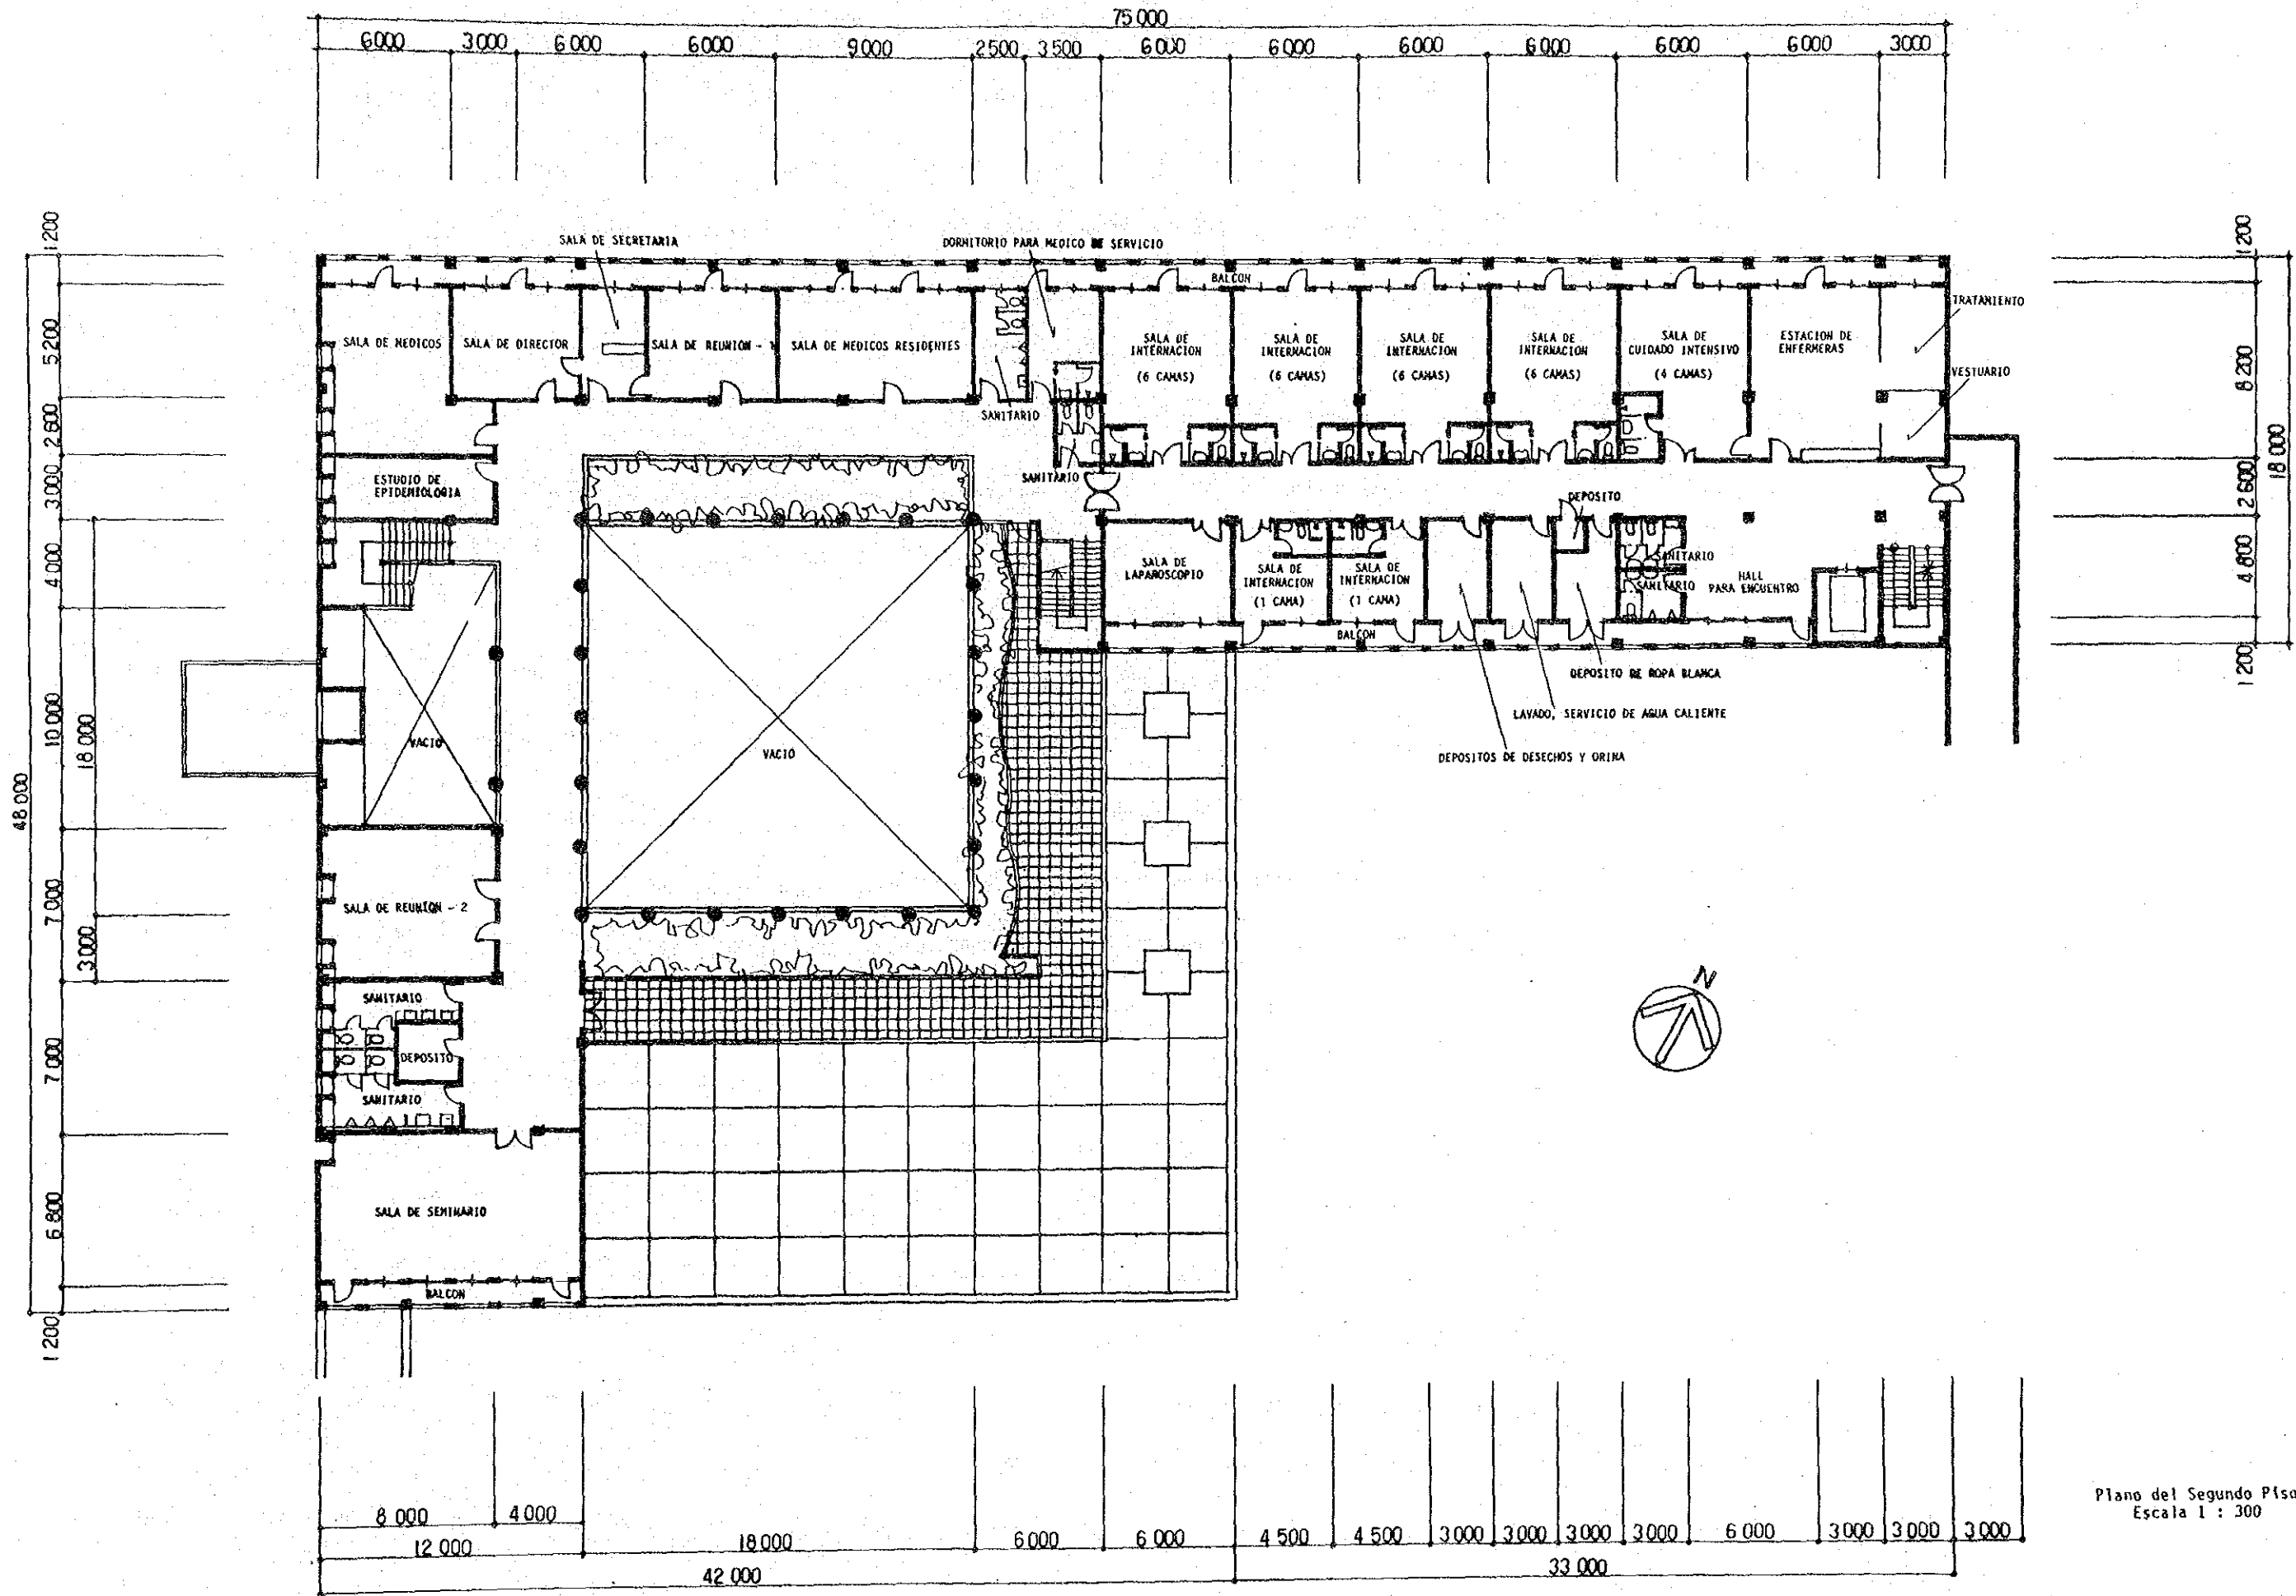 75 000
6000 3000 6 000 6000 9000 2500 3 500 6 000 6000 6000 6 000 6000 6000 3000
1 200
5 200
2 600
3 000
4 000
10 000
18 000
48 000
7 000
3 000
7 000
6 800
1 200
1 200
8 200
18 000
2 600
4 800
1 200
SALA DE SECRETARIA
DORMITORIO PARA MEDICO DE SERVICIO
BALCON
TRATAMIENTO
SALA DE MEDICOS
SALA DE DIRECTOR
SALA DE REUNION - 1
SALA DE MEDICOS RESIDENTES
SALA DE
INTERNACION
(6 CAMAS)
SALA DE
INTERNACION
(6 CAMAS)
SALA DE
INTERNACION
(6 CAMAS)
SALA DE
INTERNACION
(6 CAMAS)
SALA DE
CUIDADO INTENSIVO
(4 CAMAS)
ESTACION DE
ENFERMERAS
VESTUARIO
SANITARIO
SANITARIO
ESTUDIO DE
EPIDEMIOLOGIA
DEPOSITO
SALA DE
LAPAROSCOPIO
SALA DE
INTERNACION
(1 CAMA)
SALA DE
INTERNACION
(1 CAMA)
SANITARIO
SANITARIO
HALL
PARA ENCUENTRO
BALCON
DEPOSITO DE ROPA BLANCA
LAVADO, SERVICIO DE AGUA CALIENTE
DEPOSITOS DE DESECHOS Y ORINA
VACIO
VACIO
SALA DE REUNION - 2
SANITARIO
DEPOSITO
SANITARIO
SALA DE SEMINARIO
BALCON
N
8 000 4 000
12 000 18 000 6 000 6 000 4 500 4 500 3 000 3 000 3 000 3 000 6 000 3 000 3 000 3 000
42 000 33 000
Plano del Segundo Piso
Escala 1 : 300